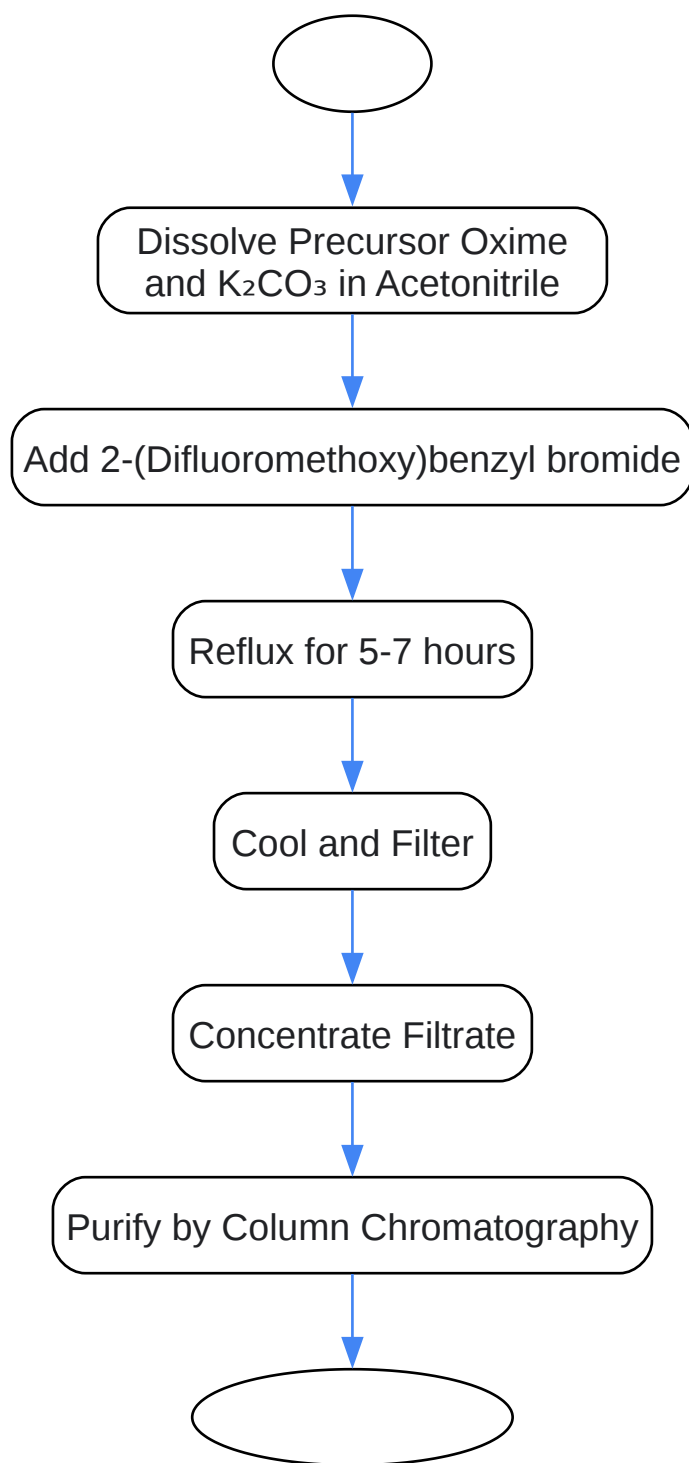 Dissolve Precursor Oxime
and K₂CO₃ in Acetonitrile
Add 2-(Difluoromethoxy)benzyl bromide
Reflux for 5-7 hours
Cool and Filter
Concentrate Filtrate
Purify by Column Chromatography